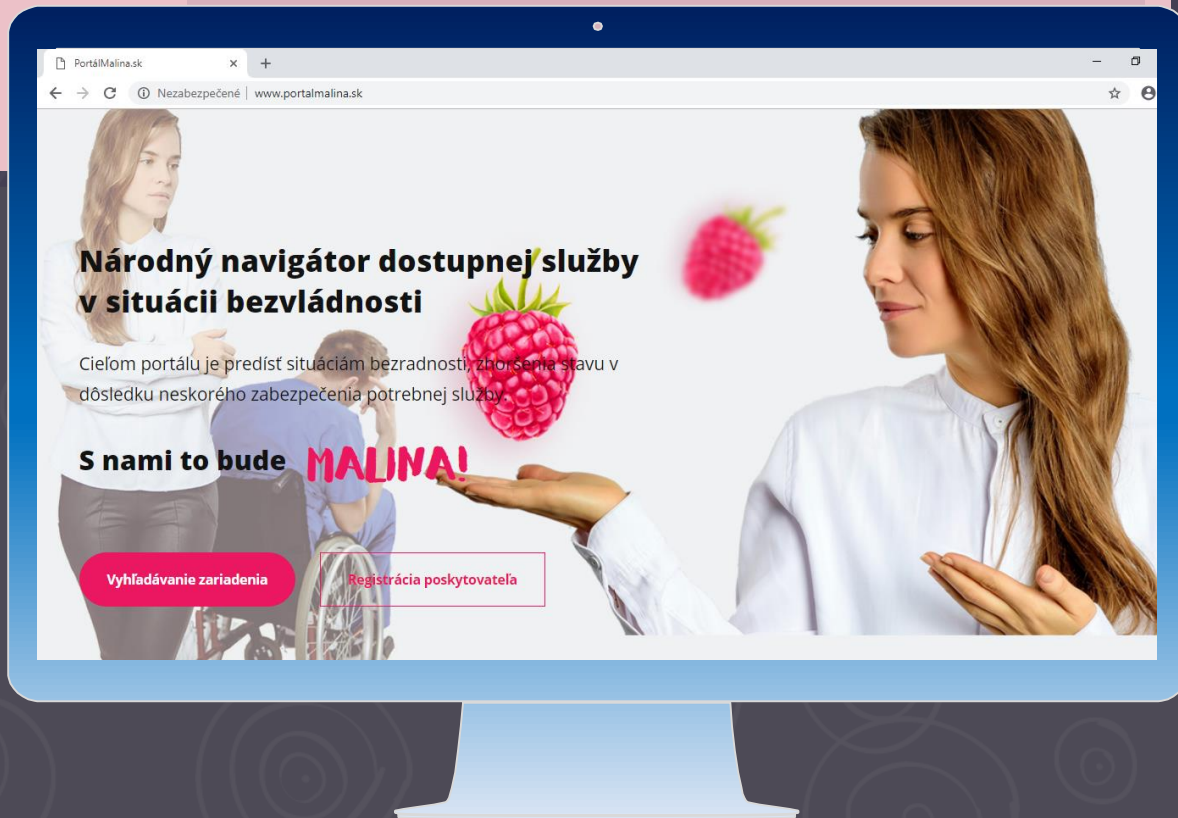 PortálMalina.sk
Nezabezpečené | www.portalmalina.sk
Národný navigátor dostupnej služby
v situácii bezvládnosti
Cieľom portálu je predísť situáciám bezradnosti, zhoršenia stavu v
dôsledku neskorého zabezpečenia potrebnej služby.
S nami to bude MALINA!
Vyhľadávanie zariadenia
Registrácia poskytovateľa